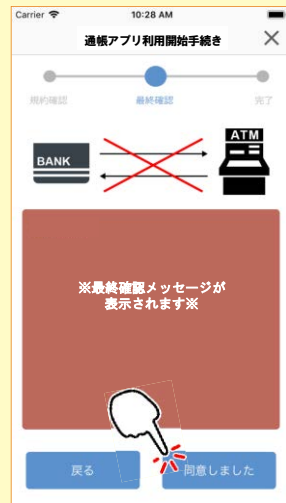 Carrier 10:28 AM
通帳アプリ利用開始手続き
規約確認 最終確認 完了
BANK
ATM
※最終確認メッセージが
表示されます※
戻る
同意しました